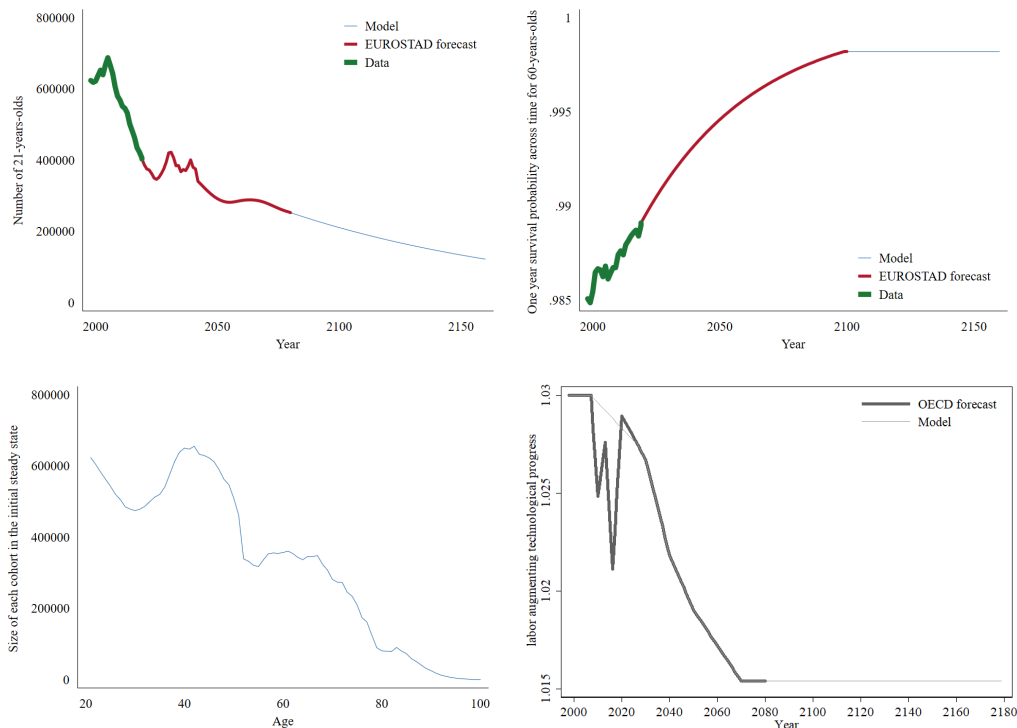 Number of 21-years-olds
800000
600000
400000
200000
0
Model
EUROSTAD forecast
Data
2000 2050 2100 2150
Year
One year survival probability across time for 60-years-olds
1
.995
.99
.985
Model
EUROSTAD forecast
Data
2000 2050 2100 2150
Year
Size of each cohort in the initial steady state
800000
600000
400000
200000
0
20 40 60 80 100
Age
labor augmenting technological progress
1.03
1.025
1.02
1.015
OECD forecast
Model
2000 2020 2040 2060 2080 2100 2120 2140 2160 2180
Year